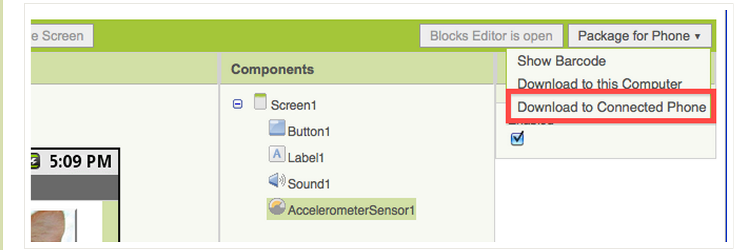 e Screen
Blocks Editor is open
Package for Phone ▾
Show Barcode
Download to this Computer
Download to Connected Phone
Components
Screen1
Button1
A Label1
Sound1
AccelerometerSensor1
5:09 PM